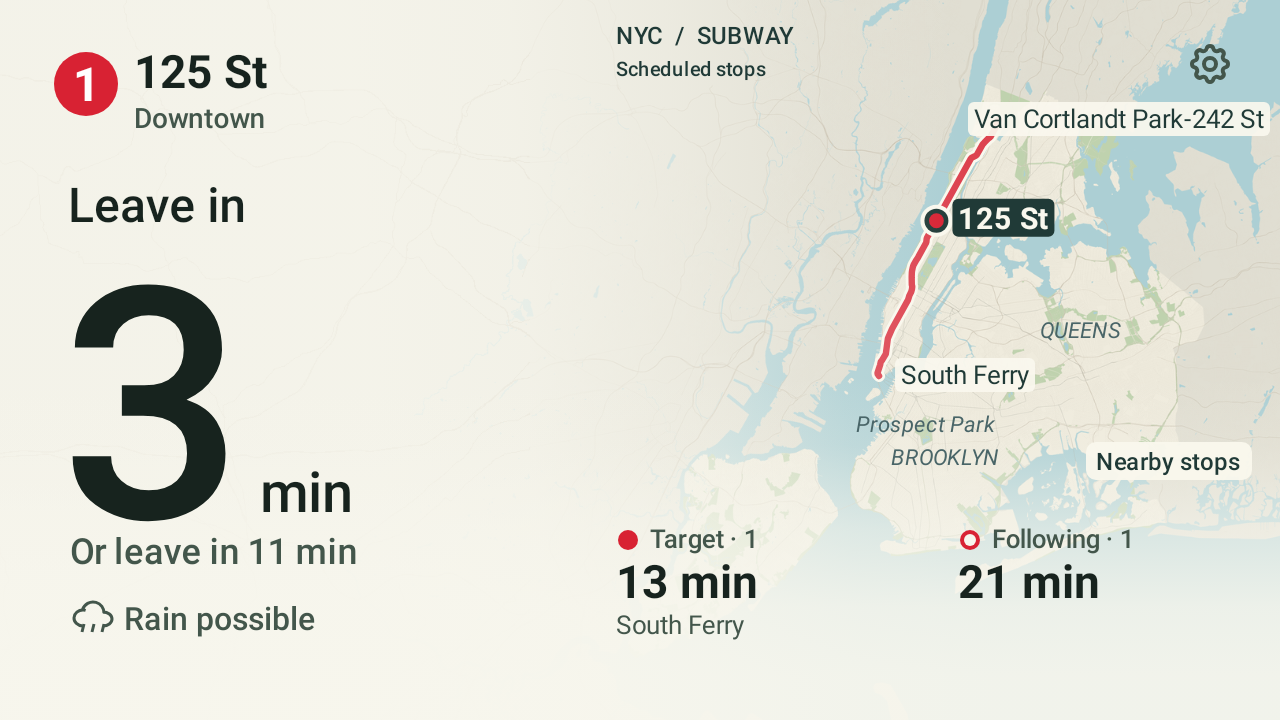 1
125 St
Downtown
Leave in
3 min
Or leave in 11 min
Rain possible
NYC / SUBWAY
Scheduled stops
Van Cortlandt Park-242 St
125 St
QUEENS
South Ferry
Prospect Park
BROOKLYN
Nearby stops
Target · 1
13 min
South Ferry
Following · 1
21 min